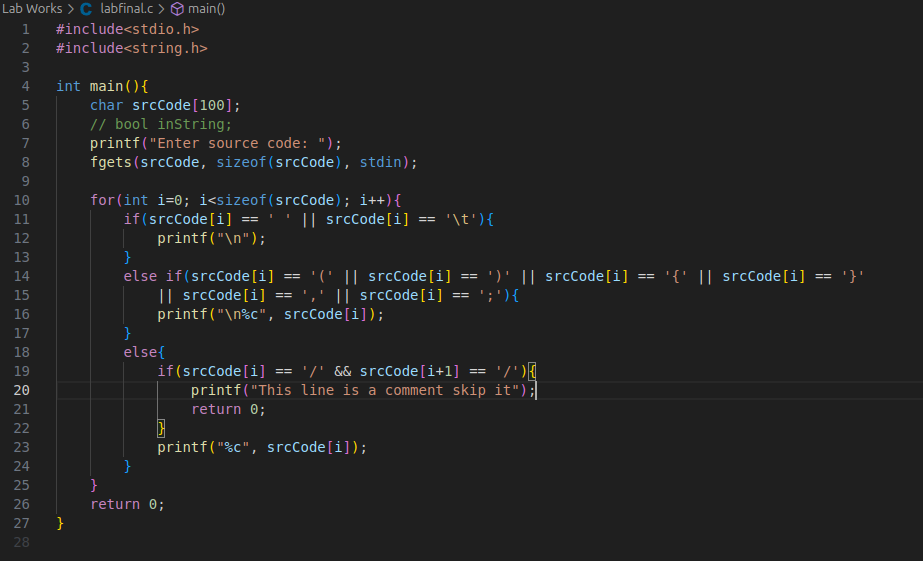 Lab Works > C labfinal.c > main()
1 #include<stdio.h>
2 #include<string.h>
3
4 int main(){
5     char srcCode[100];
6     // bool inString;
7     printf("Enter source code: ");
8     fgets(srcCode, sizeof(srcCode), stdin);
9
10     for(int i=0; i<sizeof(srcCode); i++){
11         if(srcCode[i] == ' ' || srcCode[i] == '\t'){
12             printf("\n");
13         }
14         else if(srcCode[i] == '(' || srcCode[i] == ')' || srcCode[i] == '{' || srcCode[i] == '}'
15             || srcCode[i] == ',' || srcCode[i] == ';'){
16             printf("\n%c", srcCode[i]);
17         }
18         else{
19             if(srcCode[i] == '/' && srcCode[i+1] == '/'){
20                 printf("This line is a comment skip it");
21                 return 0;
22             }
23             printf("%c", srcCode[i]);
24         }
25     }
26     return 0;
27 }
28